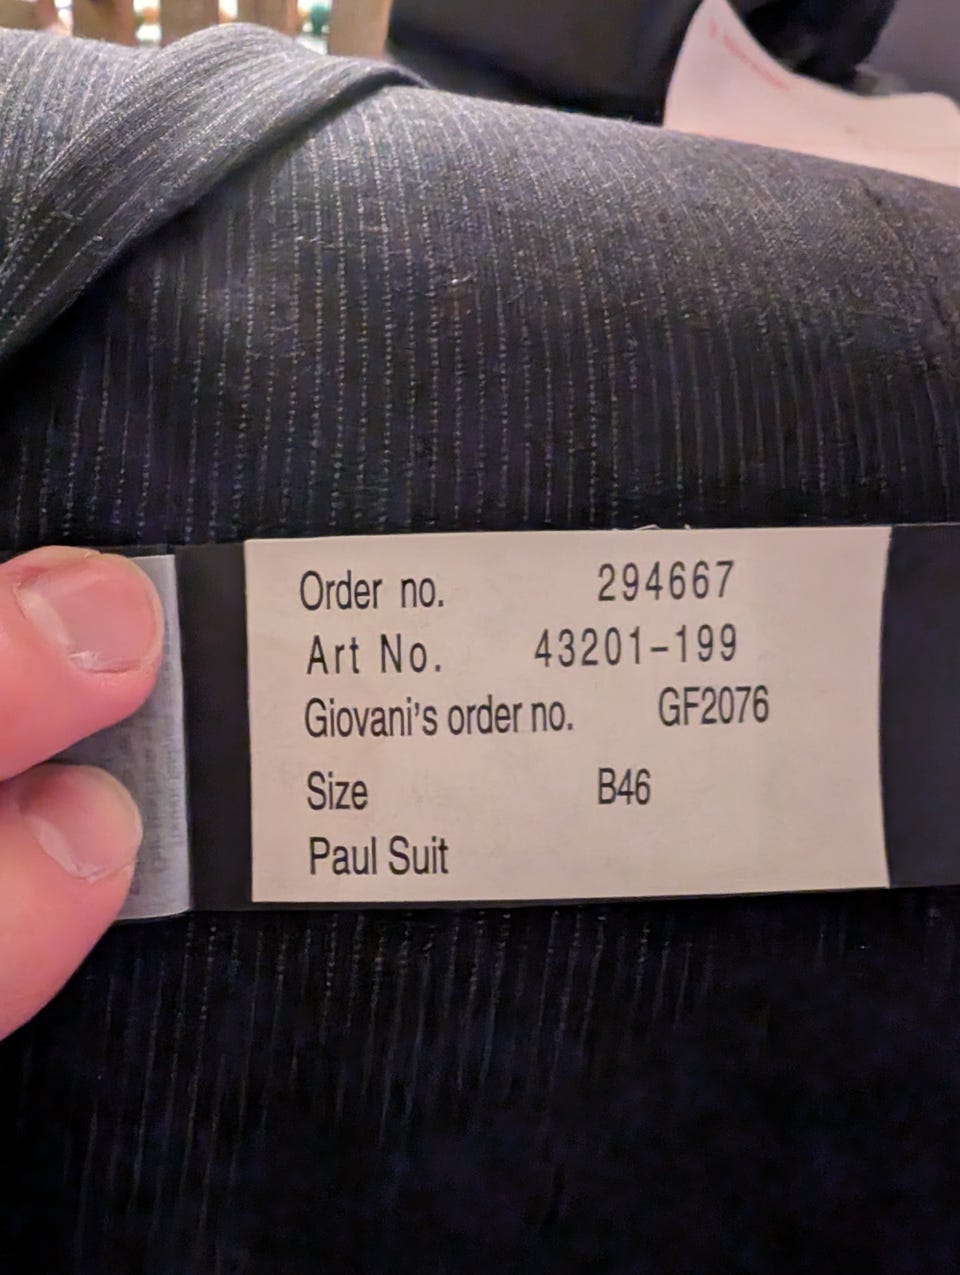 Order no. 294667
Art No. 43201-199
Giovani's order no. GF2076
Size B46
Paul Suit